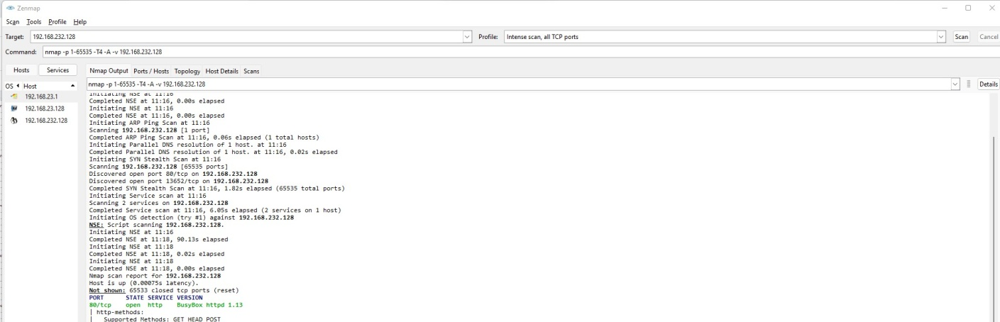 Zenmap
Scan Tools Profile Help
Target: 192.168.232.128 Profile: Intense scan, all TCP ports Scan Cancel
Command: nmap -p 1-65535 -T4 -A -v 192.168.232.128
Hosts Services
Nmap Output Ports / Hosts Topology Host Details Scans
OS Host
nmap -p 1-65535 -T4 -A -v 192.168.232.128 Details
192.168.23.1
192.168.23.128
192.168.232.128
Initiating NSE at 11:16
Completed NSE at 11:16, 0.00s elapsed
Initiating NSE at 11:16
Completed NSE at 11:16, 0.00s elapsed
Initiating ARP Ping Scan at 11:16
Scanning 192.168.232.128 [1 port]
Completed ARP Ping Scan at 11:16, 0.06s elapsed (1 total hosts)
Initiating Parallel DNS resolution of 1 host. at 11:16
Completed Parallel DNS resolution of 1 host. at 11:16, 0.02s elapsed
Initiating SYN Stealth Scan at 11:16
Scanning 192.168.232.128 [65535 ports]
Discovered open port 80/tcp on 192.168.232.128
Discovered open port 13652/tcp on 192.168.232.128
Completed SYN Stealth Scan at 11:16, 1.82s elapsed (65535 total ports)
Initiating Service scan at 11:16
Scanning 2 services on 192.168.232.128
Completed Service scan at 11:16, 6.05s elapsed (2 services on 1 host)
Initiating OS detection (try #1) against 192.168.232.128
NSE: Script scanning 192.168.232.128.
Initiating NSE at 11:16
Completed NSE at 11:18, 90.13s elapsed
Initiating NSE at 11:18
Completed NSE at 11:18, 0.02s elapsed
Initiating NSE at 11:18
Completed NSE at 11:18, 0.00s elapsed
Nmap scan report for 192.168.232.128
Host is up (0.00075s latency).
Not shown: 65533 closed tcp ports (reset)
PORT STATE SERVICE VERSION
80/tcp open http BusyBox httpd 1.13
| http-methods:
| Supported Methods: GET HEAD POST